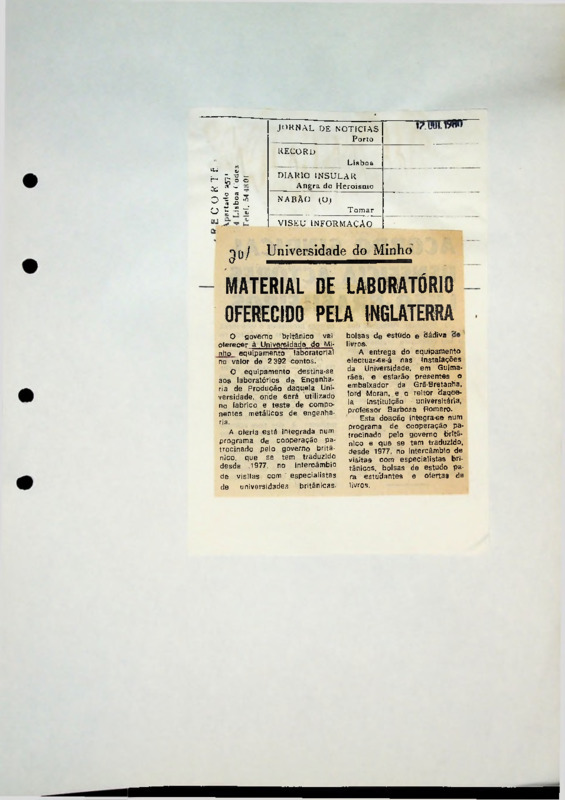 RECORTE
Apartado 2571
Lisboa Codex
Telef. 54 48 01
JORNAL DE NOTICIAS
Porto
RECORD
Lisboa
DIARIO INSULAR
Angra do Heroismo
NABÃO (O)
Tomar
VISEU INFORMAÇÃO
1980
30/
Universidade do Minho
MATERIAL DE LABORATÓRIO
OFERECIDO PELA INGLATERRA
O governo britânico vai
oferecer à Universidade do Mi-
nho equipamento laboratorial
no valor de 2 392 contos.
O equipamento destina-se
aos laboratórios de Engenha-
ria de Produção daquela Uni-
versidade, onde será utilizado
no fabrico e teste de compo-
nentes metálicos de engenha-
ria.
A oferta está integrada num
programa de cooperação pa-
trocinado pelo governo britâ-
nico, que se tem traduzido
desde 1977, no intercâmbio
de visitas com especialistas
de universidades britânicas,
bolsas de estudo e dádiva de
livros.
A entrega do equipamento
electuar-se-á nas instalações
da Universidade, em Guima-
rães, e estarão presentes o
embaixador da Grã-Bretanha,
lord Moran, e o reitor daque-
la instituição universitária,
professor Barbosa Romero.
Esta doação integra-se num
programa de cooperação pa-
trocinado pelo governo britâ-
nico e que se tem traduzido,
desde 1977, no intercâmbio de
visitas com especialistas bri-
tânicos, bolsas de estudo pa-
ra estudantes e ofertas de
livros.